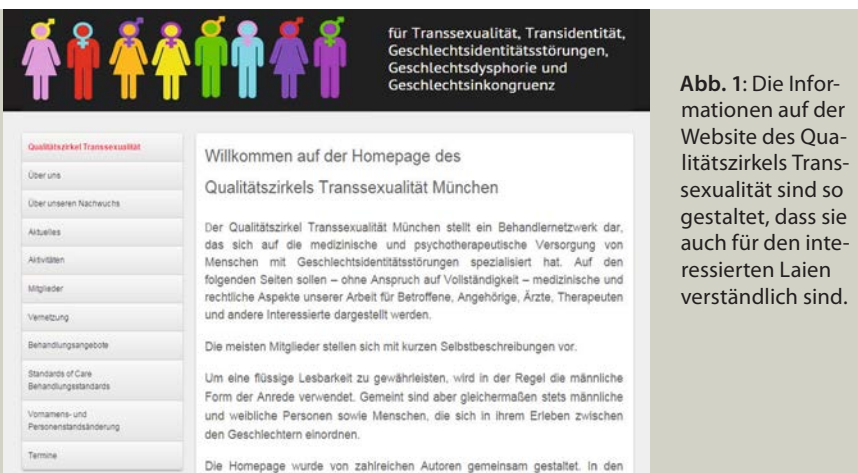 für Transsexualität, Transidentität,
Geschlechtsidentitätsstörungen,
Geschlechtsdysphorie und
Geschlechtsinkongruenz
Qualitätszirkel Transsexualität
Über uns
Über unseren Nachwuchs
Aktuelles
Aktivitäten
Mitglieder
Vernetzung
Behandlungsangebote
Standards of Care
Behandlungsstandards
Vornamens- und
Personenstandsänderung
Termine
Willkommen auf der Homepage des
Qualitätszirkels Transsexualität München
Der Qualitätszirkel Transsexualität München stellt ein Behandlernetzwerk dar,
das sich auf die medizinische und psychotherapeutische Versorgung von
Menschen mit Geschlechtsidentitätsstörungen spezialisiert hat. Auf den
folgenden Seiten sollen – ohne Anspruch auf Vollständigkeit – medizinische und
rechtliche Aspekte unserer Arbeit für Betroffene, Angehörige, Ärzte, Therapeuten
und andere Interessierte dargestellt werden.
Die meisten Mitglieder stellen sich mit kurzen Selbstbeschreibungen vor.
Um eine flüssige Lesbarkeit zu gewährleisten, wird in der Regel die männliche
Form der Anrede verwendet. Gemeint sind aber gleichermaßen stets männliche
und weibliche Personen sowie Menschen, die sich in ihrem Erleben zwischen
den Geschlechtern einordnen.
Die Homepage wurde von zahlreichen Autoren gemeinsam gestaltet. In den
Abb. 1: Die Infor-
mationen auf der
Website des Qua-
litätszirkels Trans-
sexualität sind so
gestaltet, dass sie
auch für den inte-
ressierten Laien
verständlich sind.